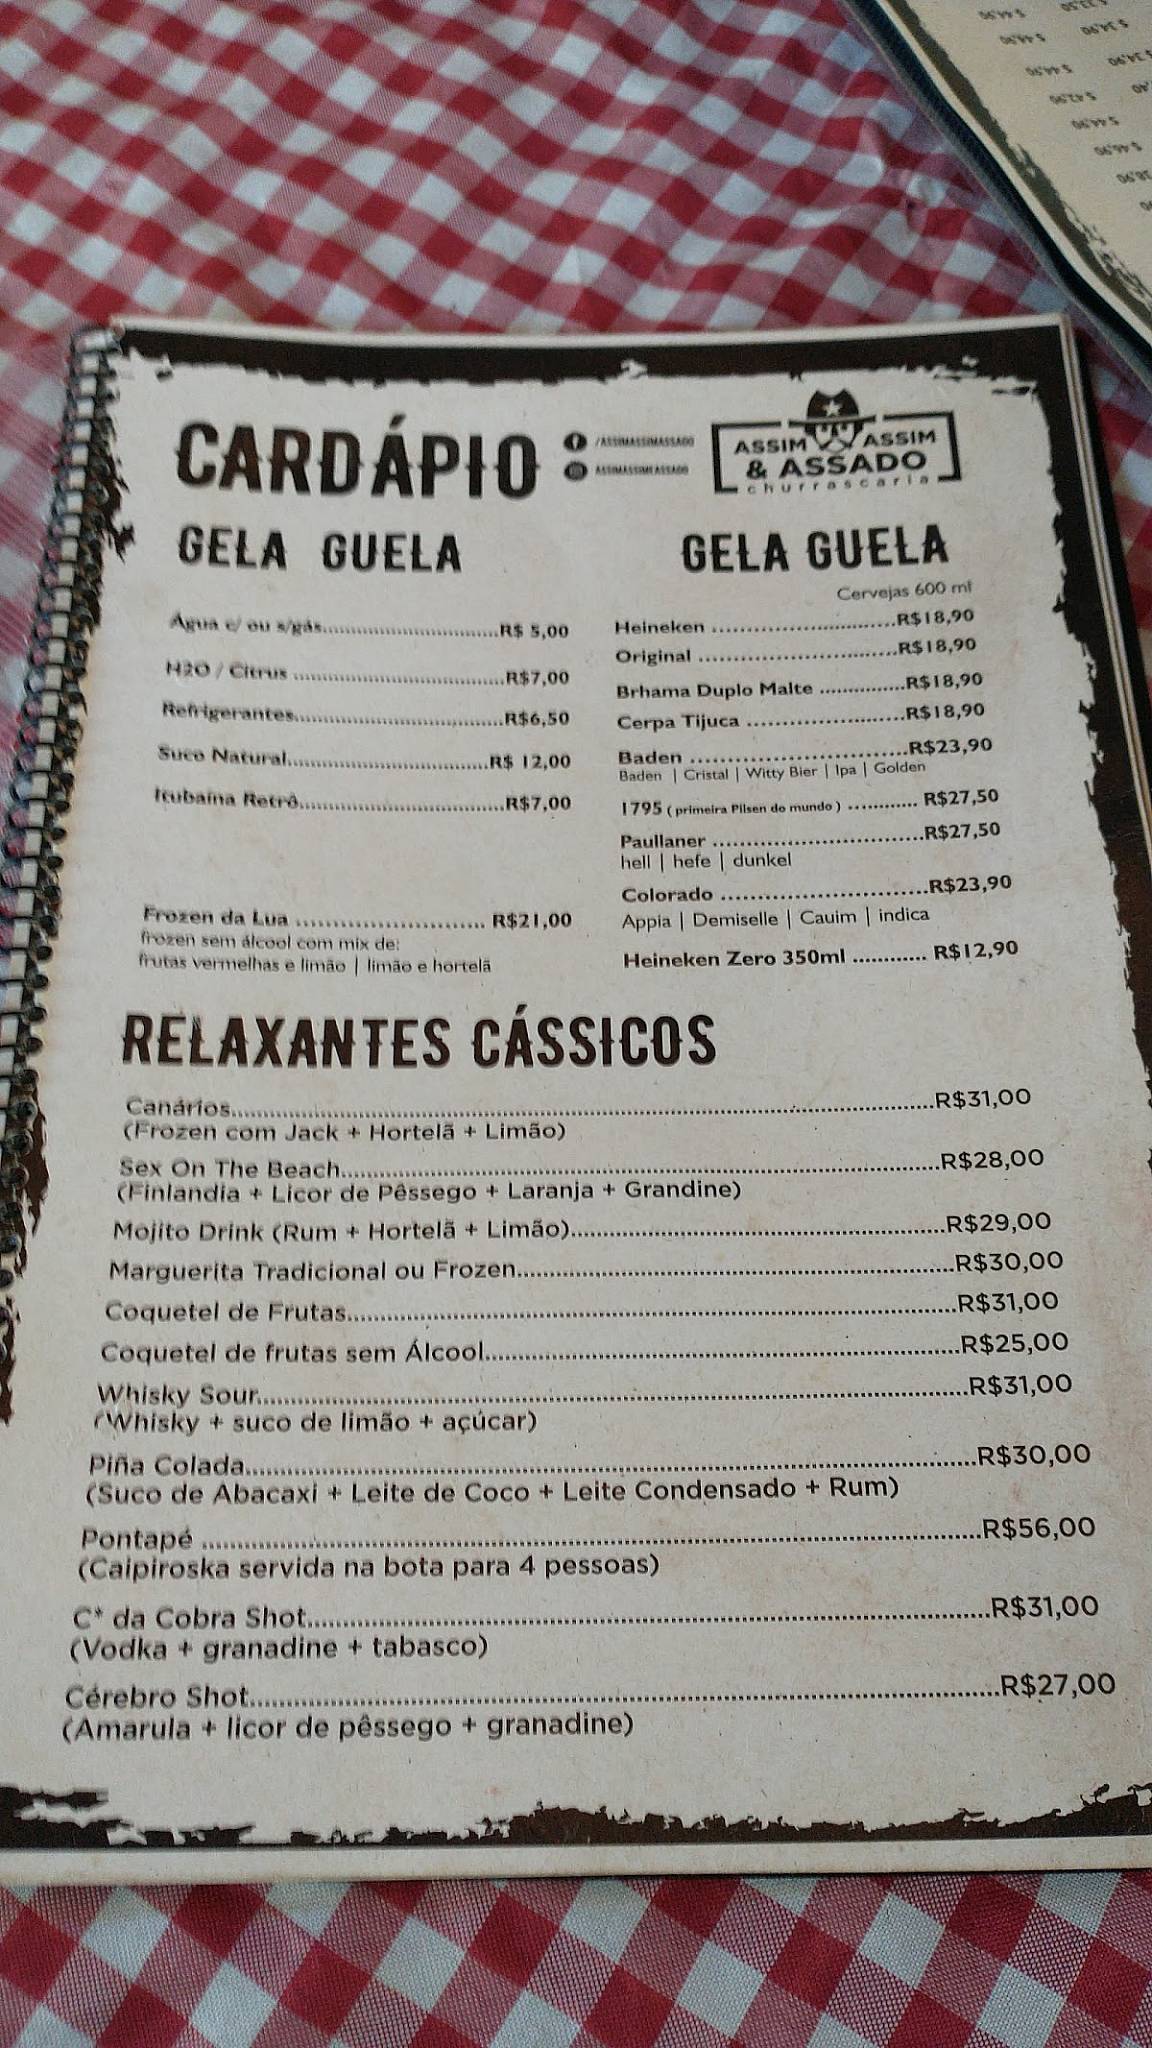 CARDÁPIO
/ASSIMASSIMASSADO
ASSIMASSIMEASSADO
ASSIM ASSIM
& ASSADO
churrascaria
GELA GUELA
Água c/ ou s/gás..............................R$ 5,00
H2O / Citrus ..............................R$7,00
Refrigerantes..............................R$6,50
Suco Natural..............................R$ 12,00
Itubaína Retrô..............................R$7,00
Frozen da Lua .......................... R$21,00
frozen sem álcool com mix de:
frutas vermelhas e limão | limão e hortelã
GELA GUELA
Cervejas 600 ml
Heineken ............................R$18,90
Original ..............................R$18,90
Brhama Duplo Malte ...............R$18,90
Cerpa Tijuca .......................R$18,90
Baden ..............................R$23,90
Baden | Cristal | Witty Bier | Ipa | Golden
1795 ( primeira Pilsen do mundo ) ............ R$27,50
Paullaner ..............................R$27,50
hell | hefe | dunkel
Colorado .............................R$23,90
Appia | Demiselle | Cauim | indica
Heineken Zero 350ml ............ R$12,90
RELAXANTES CÁSSICOS
Canários..............................R$31,00
(Frozen com Jack + Hortelã + Limão)
Sex On The Beach..............................R$28,00
(Finlandia + Licor de Pêssego + Laranja + Grandine)
Mojito Drink (Rum + Hortelã + Limão)..............................R$29,00
Marguerita Tradicional ou Frozen..............................R$30,00
Coquetel de Frutas..............................R$31,00
Coquetel de frutas sem Álcool..............................R$25,00
Whisky Sour..............................R$31,00
(Whisky + suco de limão + açúcar)
Piña Colada..............................R$30,00
(Suco de Abacaxi + Leite de Coco + Leite Condensado + Rum)
Pontapé ..............................R$56,00
(Caipiroska servida na bota para 4 pessoas)
C* da Cobra Shot..............................R$31,00
(Vodka + granadine + tabasco)
Cérebro Shot..............................R$27,00
(Amarula + licor de pêssego + granadine)